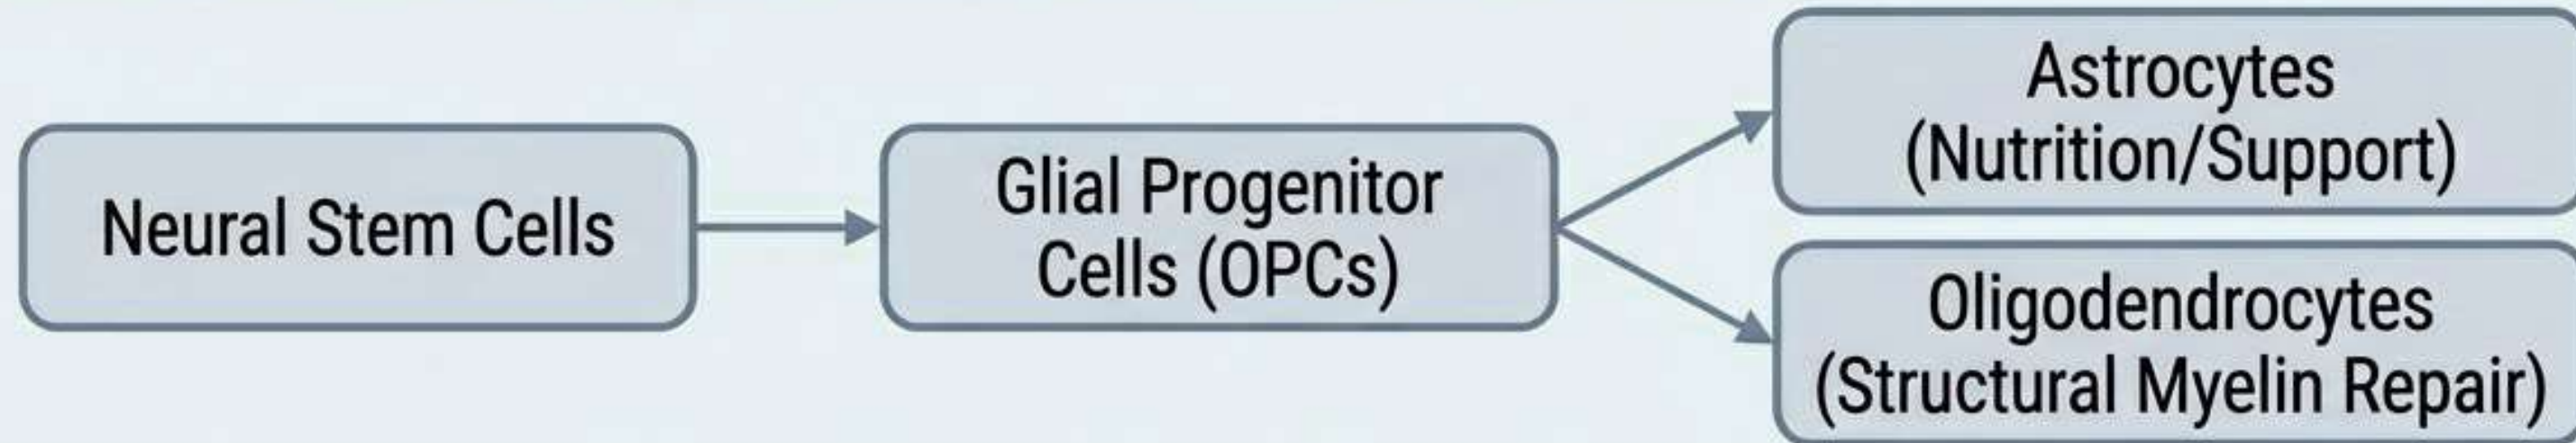 Neural Stem Cells
Glial Progenitor
Cells (OPCs)
Astrocytes
(Nutrition/Support)
Oligodendrocytes
(Structural Myelin Repair)